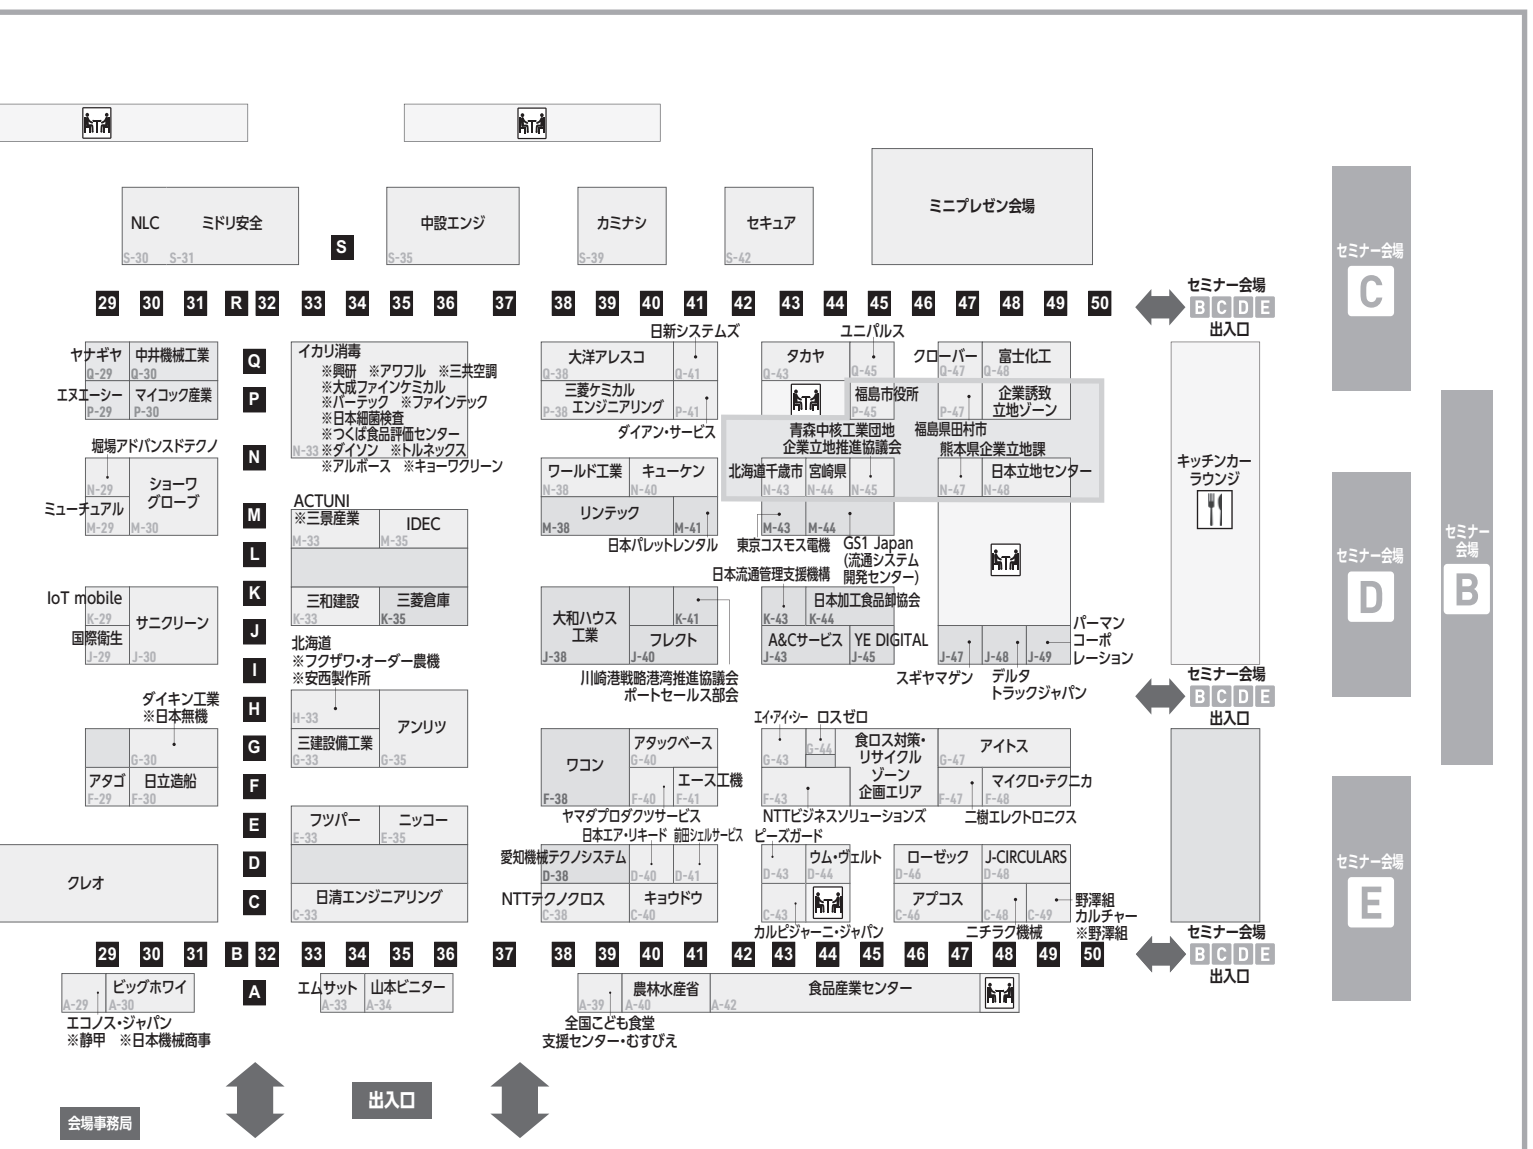 NLC
ミドリ安全
S-30
S-31
中設エンジ
S-35
カミナシ
S-39
セキュア
S-42
ミニプレゼン会場
S
29 30 31 R 32 33 34 35 36 37 38 39 40 41 42 43 44 45 46 47 48 49 50
セミナー会場
B C D E
出入口
セミナー会場
C
セミナー会場
D
セミナー会場
E
セミナー
会場
B
キッチンカー
ラウンジ
セミナー会場
B C D E
出入口
セミナー会場
B C D E
出入口
Q
P
N
M
L
K
J
I
H
G
F
E
D
C
A
ヤナギヤ
Q-29
中井機械工業
Q-30
エヌエーシー
P-29
マイコック産業
P-30
堀場アドバンスドテクノ
N-29
ショーワ
グローブ
ミューチュアル
M-29
M-30
IoT mobile
K-29
サニクリーン
国際衛生
J-29
J-30
ダイキン工業
※日本無機
G-30
アタゴ
F-29
日立造船
F-30
クレオ
イカリ消毒
※興研 ※アワフル ※三共空調
※大成ファインケミカル
※バーテック ※ファインテック
※日本細菌検査
※つくば食品評価センター
N-33
※ダイソン ※トルネックス
※アルボース ※キョーワクリーン
ACTUNI
※三景産業
M-33
IDEC
M-35
三和建設
K-33
三菱倉庫
K-35
北海道
※フクザワ・オーダー農機
※安西製作所
H-33
三建設備工業
G-33
アンリツ
G-35
フツパー
E-33
ニッコー
E-35
日清エンジニアリング
C-33
大洋アレスコ
Q-38
日新システムズ
Q-41
三菱ケミカル
エンジニアリング
P-38
P-41
ダイアン・サービス
ワールド工業
N-38
キューケン
N-40
リンテック
M-38
M-41
日本パレットレンタル
大和ハウス
工業
J-38
K-41
フレクト
J-40
川崎港戦略港湾推進協議会
ポートセールス部会
ワコン
F-38
アタックベース
G-40
エース工機
F-40
F-41
ヤマダプロダクツサービス
日本エア・リキード
前田シェルサービス
愛知機械テクノシステム
D-38
D-40
D-41
NTTテクノクロス
C-38
キョウドウ
C-40
タカヤ
Q-43
ユニパルス
Q-45
クローバー
Q-47
富士化工
Q-48
福島市役所
P-45
P-47
企業誘致
立地ゾーン
青森中核工業団地
企業立地推進協議会
福島県田村市
熊本県企業立地課
北海道千歳市
N-43
宮崎県
N-44
N-45
N-47
日本立地センター
N-48
M-43
M-44
東京コスモス電機
GS1 Japan
(流通システム
開発センター)
日本流通管理支援機構
K-43
日本加工食品卸協会
K-44
A&Cサービス
J-43
YE DIGITAL
J-45
J-47
J-48
J-49
パーマン
コーポ
レーション
スギヤマゲン
デルタ
トラックジャパン
エイ・アイ・シー
ロスゼロ
G-43
G-44
食ロス対策・
リサイクル
ゾーン
企画エリア
アイトス
G-47
F-43
F-47
マイクロ・テクニカ
F-48
NTTビジネスソリューションズ
二樹エレクトロニクス
ビーズガード
D-43
ウム・ヴェルト
D-44
ローゼック
D-46
J-CIRCULARS
D-48
C-43
アプコス
C-46
C-48
C-49
野澤組
カルチャー
※野澤組
カルピジャーニ・ジャパン
ニチラク機械
29 30 31 B 32 33 34 35 36 37 38 39 40 41 42 43 44 45 46 47 48 49 50
A-29
ビッグホワイ
A-30
エコノス・ジャパン
※静甲 ※日本機械商事
エムサット
A-33
山本ビニター
A-34
A-39
農林水産省
A-40
食品産業センター
A-42
全国こども食堂
支援センター・むすびえ
出入口
会場事務局